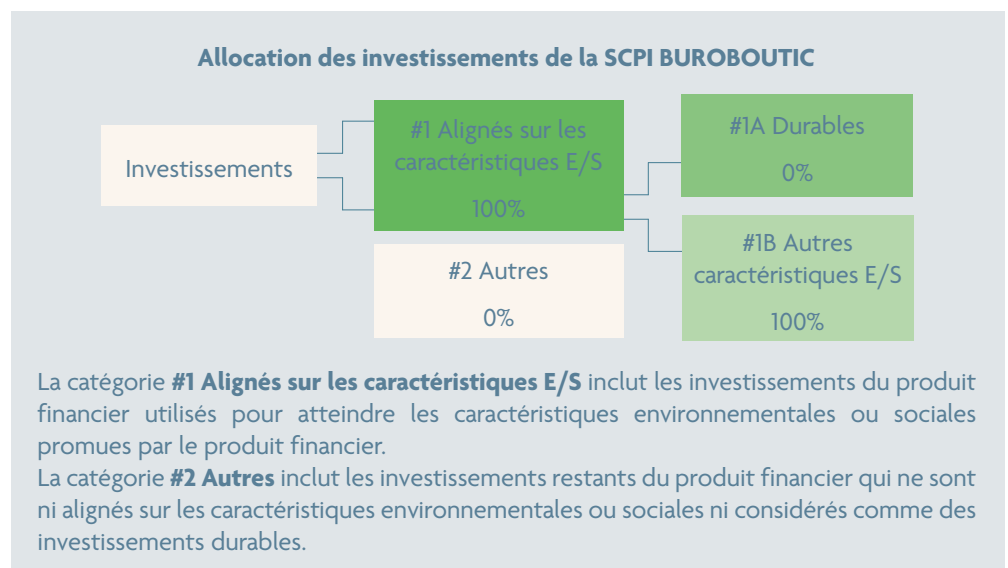 Allocation des investissements de la SCPI BUROBOUTIC
Investissements
#1 Alignés sur les
caractéristiques E/S
100%
#2 Autres
0%
#1A Durables
0%
#1B Autres
caractéristiques E/S
100%
La catégorie #1 Alignés sur les caractéristiques E/S inclut les investissements du produit
financier utilisés pour atteindre les caractéristiques environnementales ou sociales
promues par le produit financier.
La catégorie #2 Autres inclut les investissements restants du produit financier qui ne sont
ni alignés sur les caractéristiques environnementales ou sociales ni considérés comme des
investissements durables.